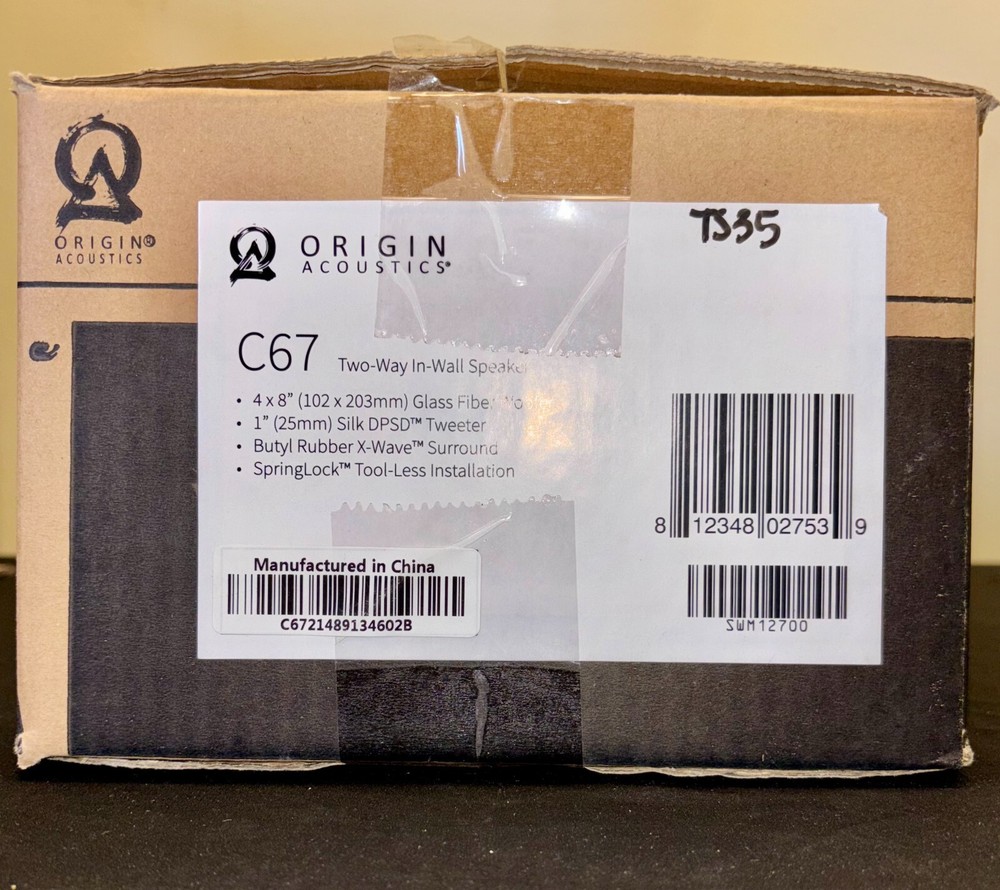 ORIGIN®
ACOUSTICS
ORIGIN
ACOUSTICS®
TS35
C67 Two-Way In-Wall Speaker
• 4 x 8” (102 x 203mm) Glass Fiber
• 1” (25mm) Silk DPSD™ Tweeter
• Butyl Rubber X-Wave™ Surround
• SpringLock™ Tool-Less Installation
8 12348 02753 9
Manufactured in China
C6721489134602B
SWM12700